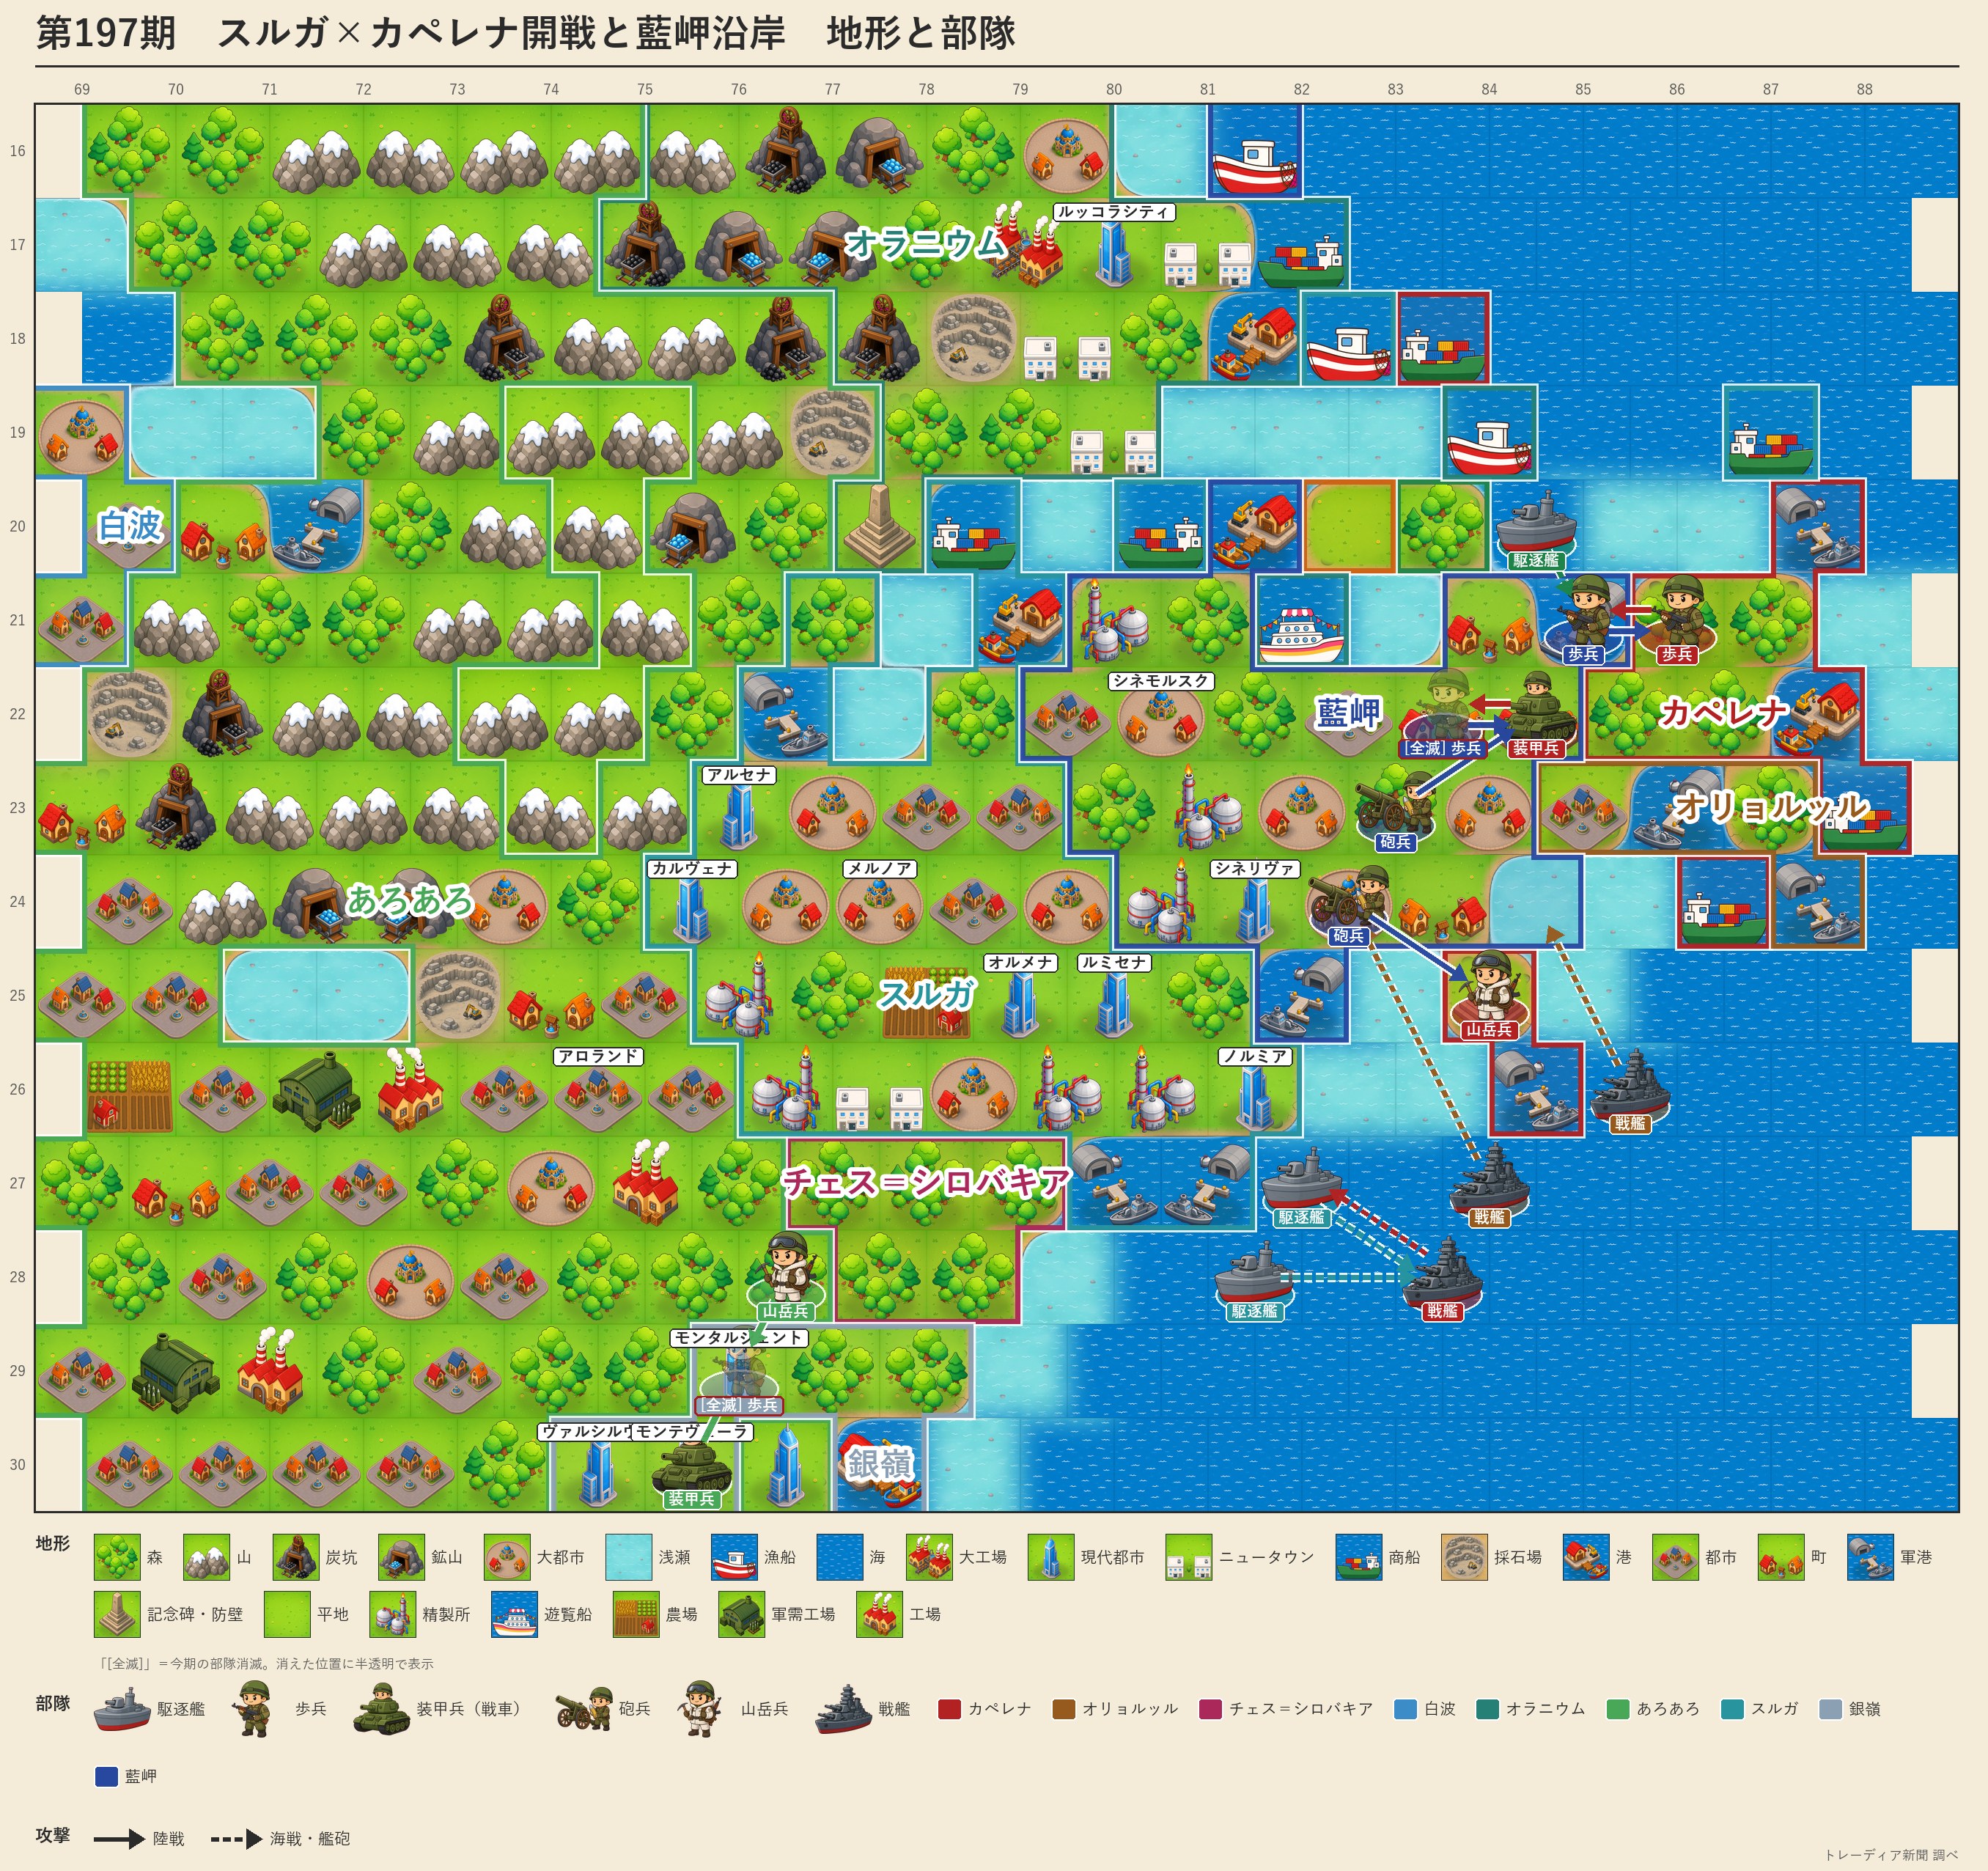 第197期　スルガ×カペレナ開戦と藍岬沿岸　地形と部隊
69 70 71 72 73 74 75 76 77 78 79 80 81 82 83 84 85 86 87 88
16
17
ルッコラシティ
オラニウム
18
19
20
白波
駆逐艦
21
歩兵
歩兵
22
シネモルスク
藍岬
カペレナ
[全滅] 歩兵
装甲兵
23
アルセナ
オリョルッル
砲兵
24
カルヴェナ
メルノア
シネリヴァ
あろあろ
砲兵
25
オルメナ
ルミセナ
スルガ
山岳兵
26
アロランド
ノルミア
戦艦
27
チェス＝シロバキア
駆逐艦
戦艦
28
山岳兵
駆逐艦
戦艦
29
[全滅] 歩兵
30
銀嶺
装甲兵
地形
森 山 炭坑 鉱山 大都市 浅瀬 漁船 海 大工場 現代都市 ニュータウン 商船 採石場 港 都市 町 軍港
記念碑・防壁 平地 精製所 遊覧船 農場 軍需工場 工場
「[全滅]」＝今期の部隊消滅。消えた位置に半透明で表示
部隊
駆逐艦 歩兵 装甲兵（戦車） 砲兵 山岳兵 戦艦 カペレナ オリョルッル チェス＝シロバキア 白波 オラニウム あろあろ スルガ 銀嶺
藍岬
攻撃
陸戦 海戦・艦砲
トレーディア新聞 調べ